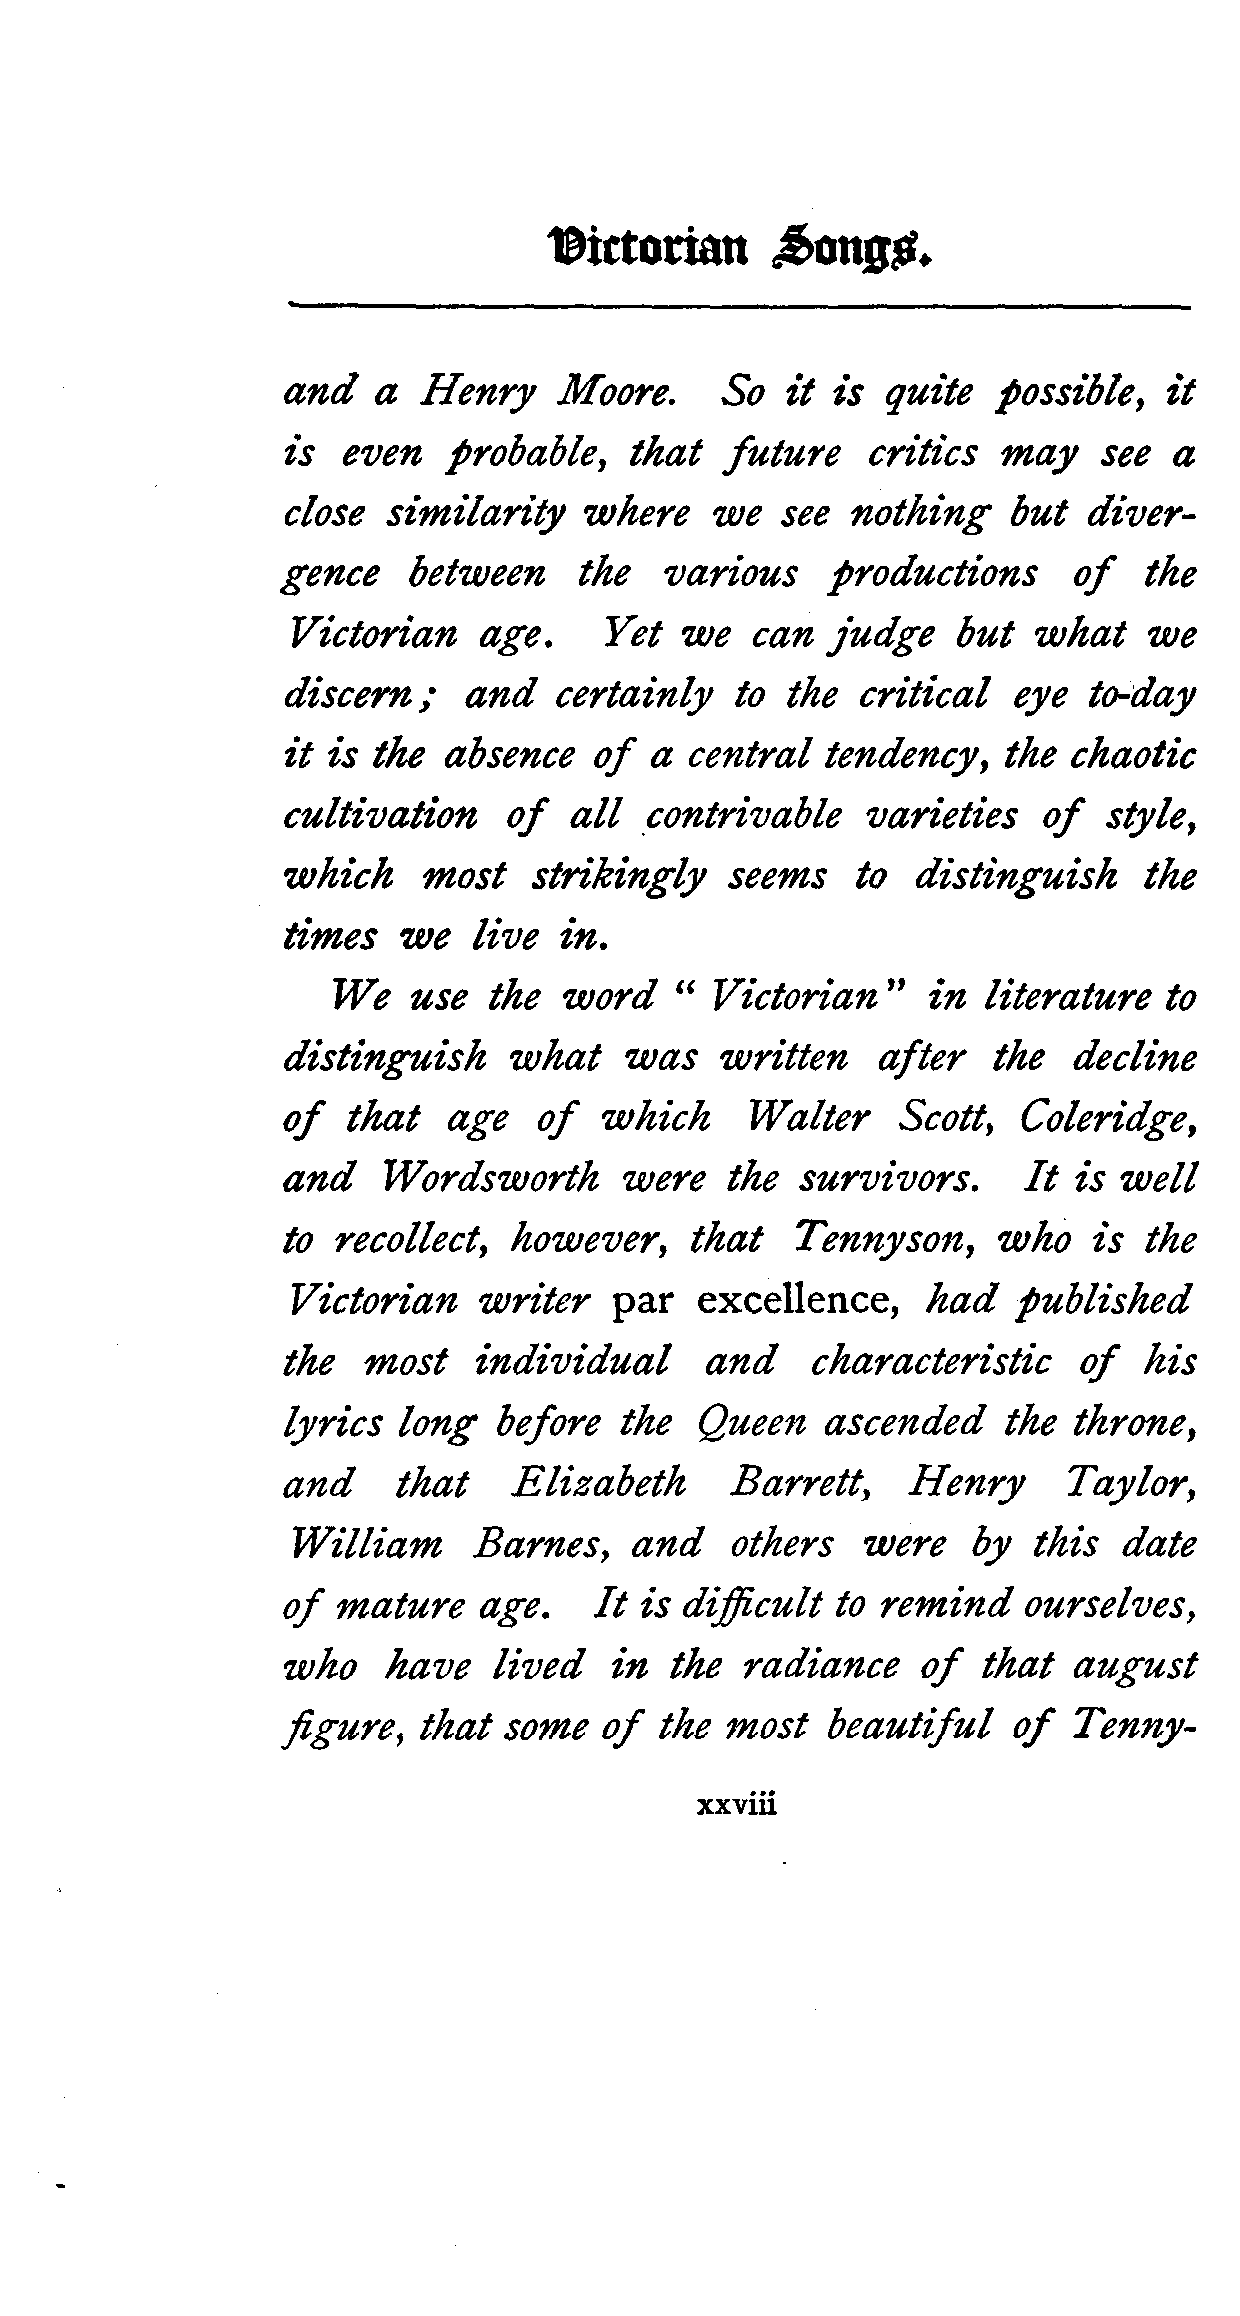 Victorian Songs.
and a Henry Moore. So it is quite possible, it
is even probable, that future critics may see a
close similarity where we see nothing but diver-
gence between the various productions of the
Victorian age. Yet we can judge but what we
discern; and certainly to the critical eye to-day
it is the absence of a central tendency, the chaotic
cultivation of all contrivable varieties of style,
which most strikingly seems to distinguish the
times we live in.
We use the word "Victorian" in literature to
distinguish what was written after the decline
of that age of which Walter Scott, Coleridge,
and Wordsworth were the survivors. It is well
to recollect, however, that Tennyson, who is the
Victorian writer par excellence, had published
the most individual and characteristic of his
lyrics long before the Queen ascended the throne,
and that Elizabeth Barrett, Henry Taylor,
William Barnes, and others were by this date
of mature age. It is difficult to remind ourselves,
who have lived in the radiance of that august
figure, that some of the most beautiful of Tenny-
xxviii